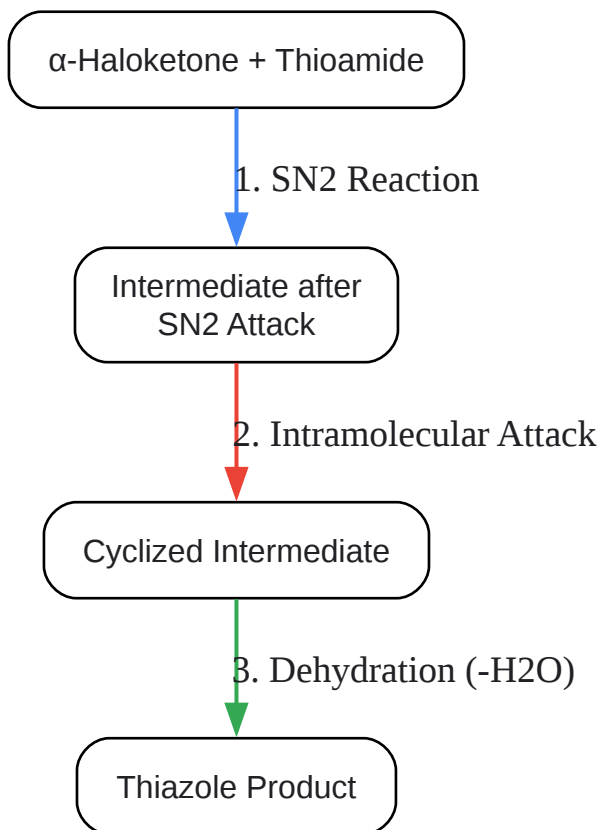 α-Haloketone + Thioamide
1. SN2 Reaction
Intermediate after
SN2 Attack
2. Intramolecular Attack
Cyclized Intermediate
3. Dehydration (-H2O)
Thiazole Product